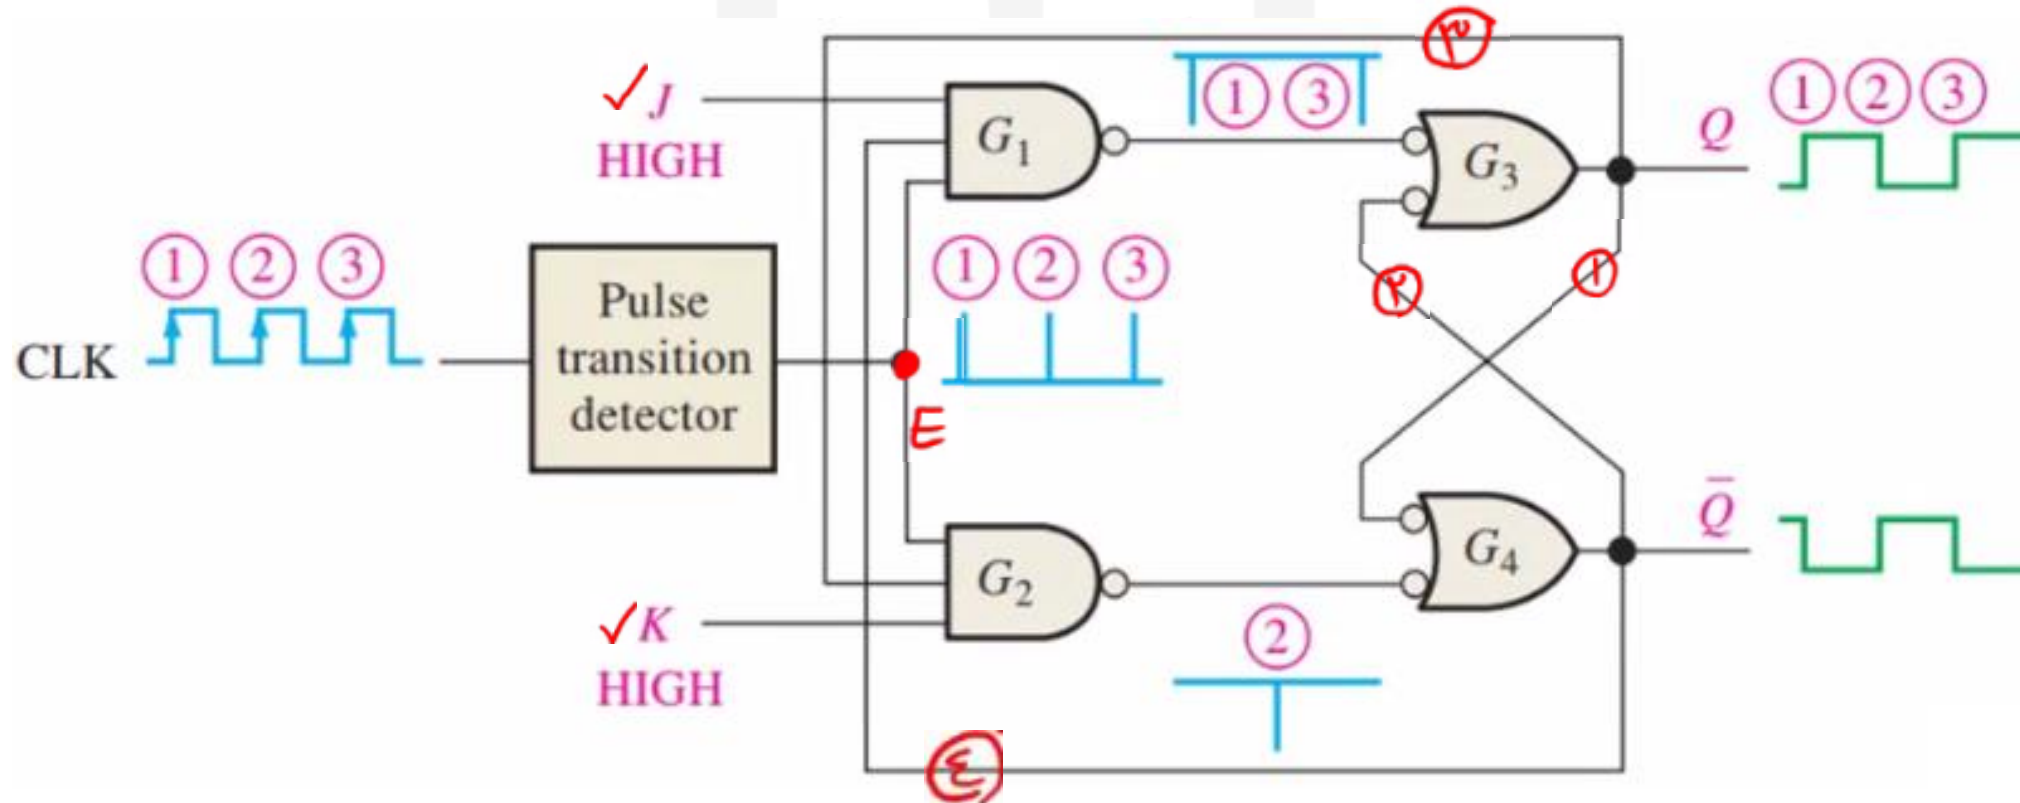 ٣
✓ J
HIGH
G1
① ③
G3
Q
① ② ③
CLK
① ② ③
Pulse
transition
detector
① ② ③
E
٢
١
✓ K
HIGH
G2
②
G4
Q̄
٤